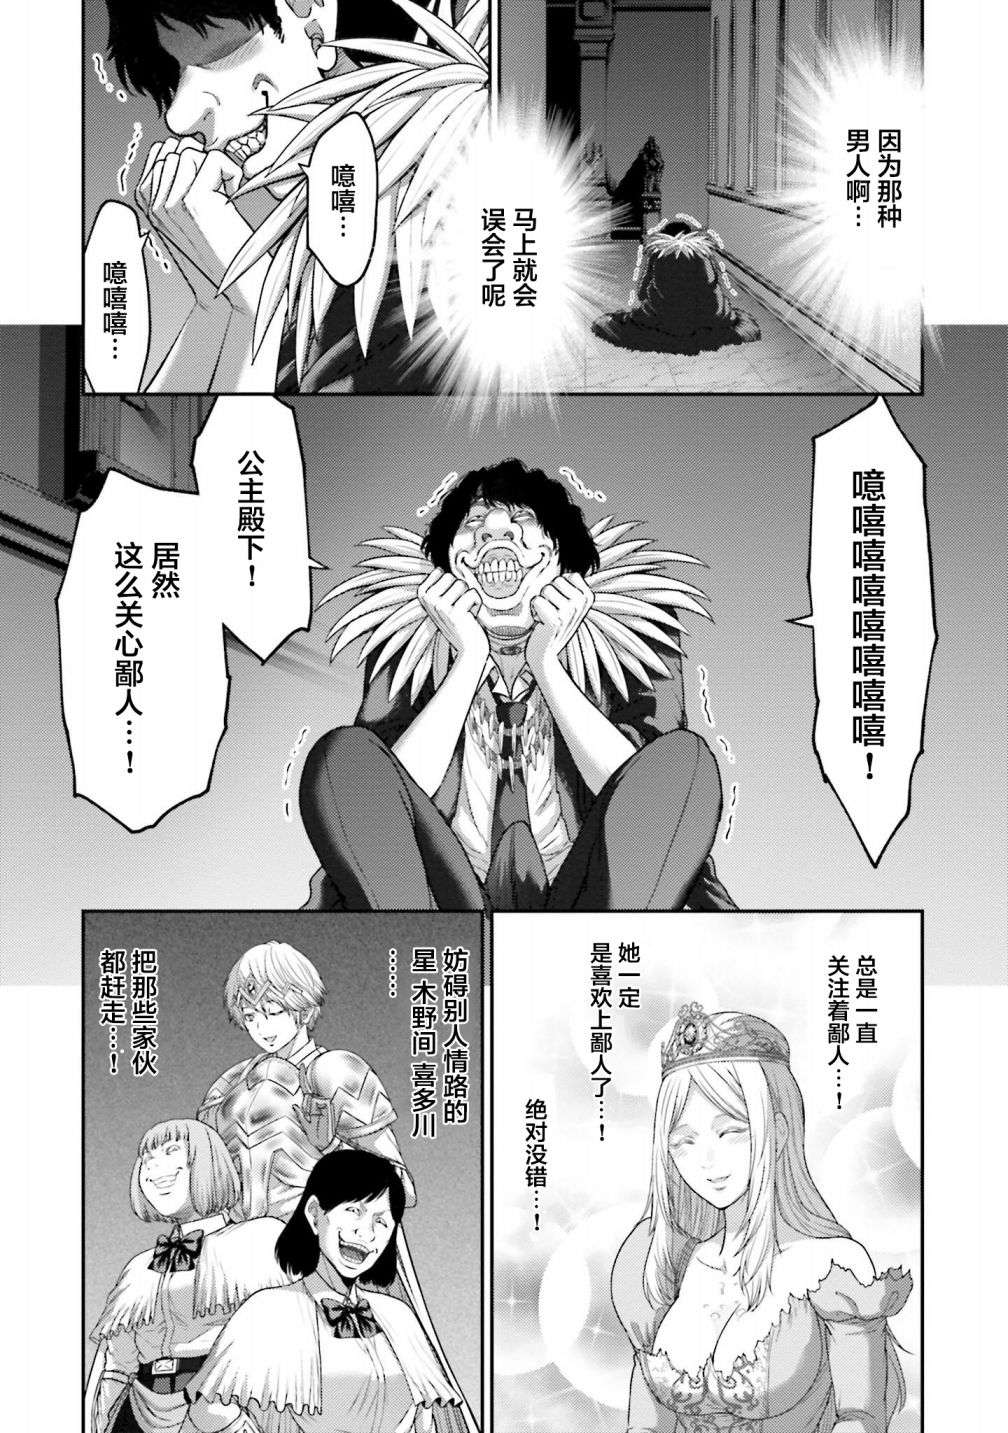 因为那种
男人啊…
马上就会
误会了呢
噫嘻…
噫嘻嘻…
噫嘻嘻嘻嘻嘻嘻嘻！
公主殿下！
居然
这么关心鄙人…！
总是一直
关注着鄙人…！
她一定
是喜欢上鄙人了…！
绝对没错…！
妨碍别人情路的
星 木野间 喜多川
……
把那些家伙
都赶走…！